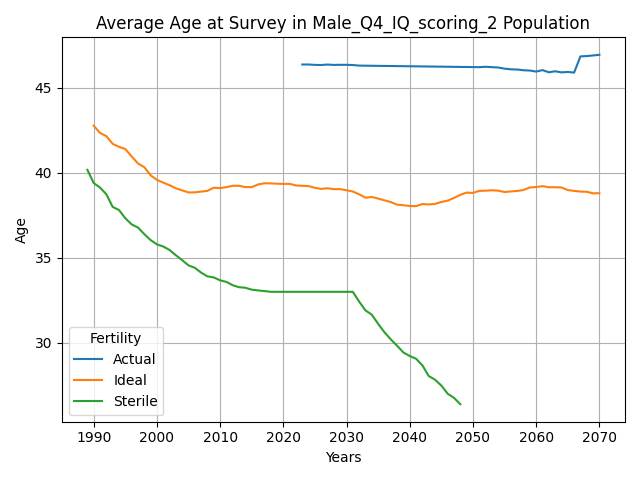 Average Age at Survey in Male_Q4_IQ_scoring_2 Population
Age
45
40
35
30
Fertility
Actual
Ideal
Sterile
1990 2000 2010 2020 2030 2040 2050 2060 2070
Years